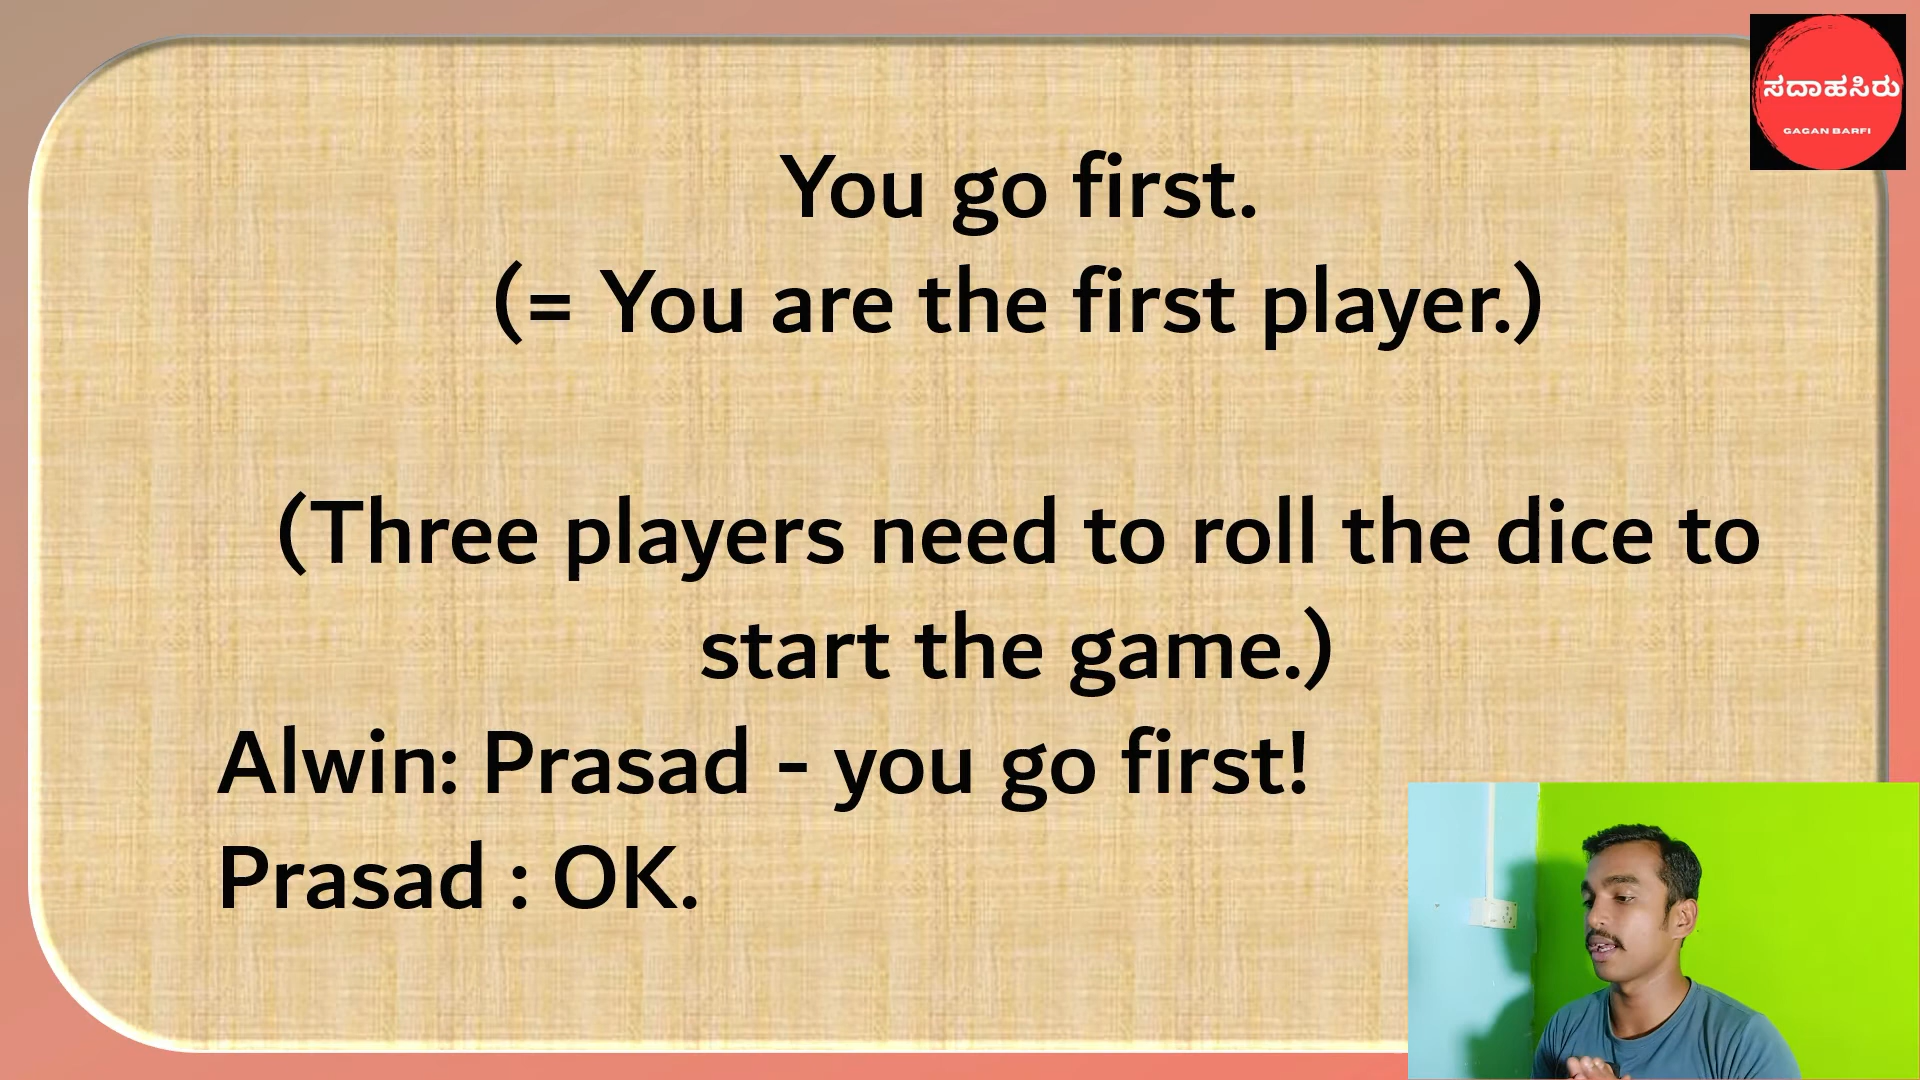 ಸದಾಹಸಿರು
GAGAN BARFI
You go first.
(= You are the first player.)
(Three players need to roll the dice to
start the game.)
Alwin: Prasad - you go first!
Prasad : OK.